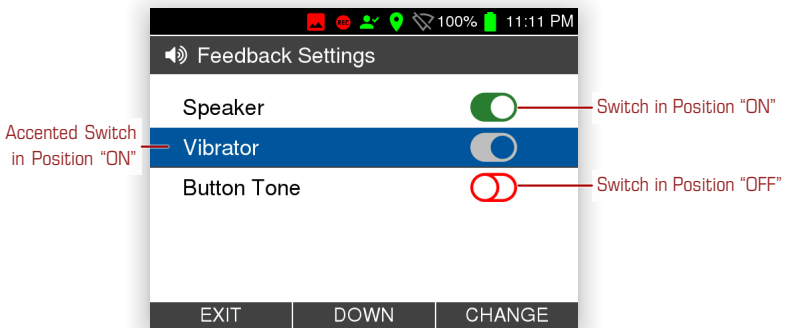 REC 100% 11:11 PM
Feedback Settings
Speaker
Switch in Position “ON”
Accented Switch
in Position “ON”
Vibrator
Button Tone
Switch in Position “OFF”
EXIT DOWN CHANGE